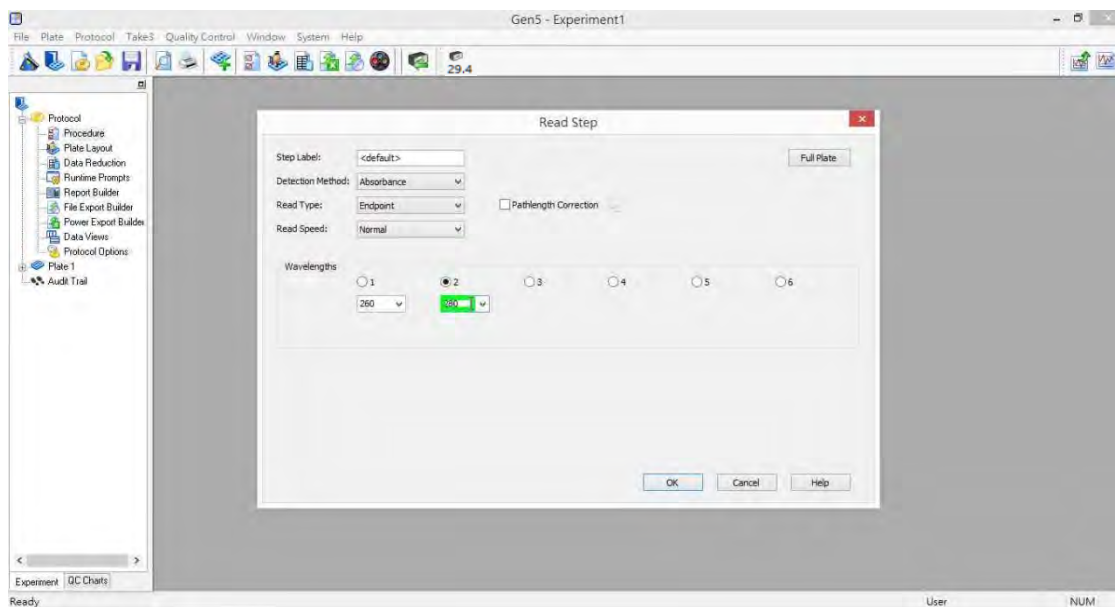 Gen5 - Experiment1
File Plate Protocol Take3 Quality Control Window System Help
29.4
Protocol
Procedure
Plate Layout
Data Reduction
Runtime Prompts
Report Builder
File Export Builder
Power Export Builder
Data Views
Protocol Options
Plate 1
Audit Trail
Experiment QC Charts
Read Step
Step Label: <default> Full Plate
Detection Method: Absorbance
Read Type: Endpoint Pathlength Correction ...
Read Speed: Normal
Wavelengths
1 2 3 4 5 6
260 280
OK Cancel Help
Ready User NUM